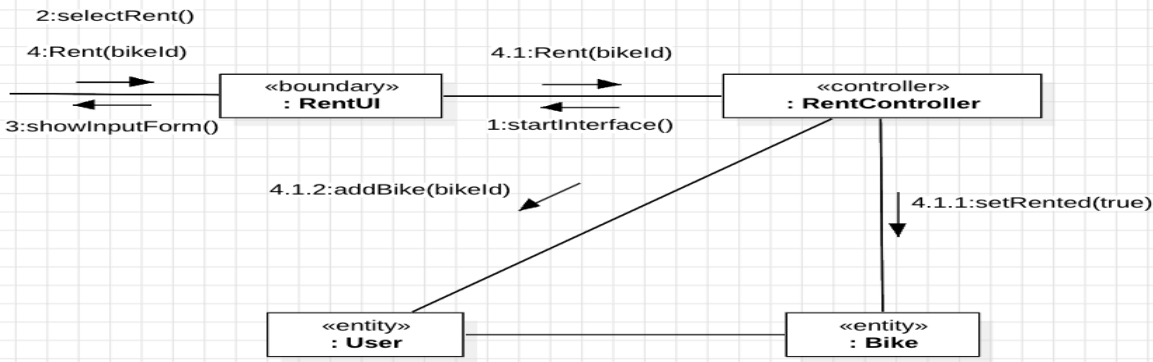 2:selectRent()
4:Rent(bikeId)
3:showInputForm()
«boundary»
: RentUI
4.1:Rent(bikeId)
1:startInterface()
«controller»
: RentController
4.1.2:addBike(bikeId)
4.1.1:setRented(true)
«entity»
: User
«entity»
: Bike